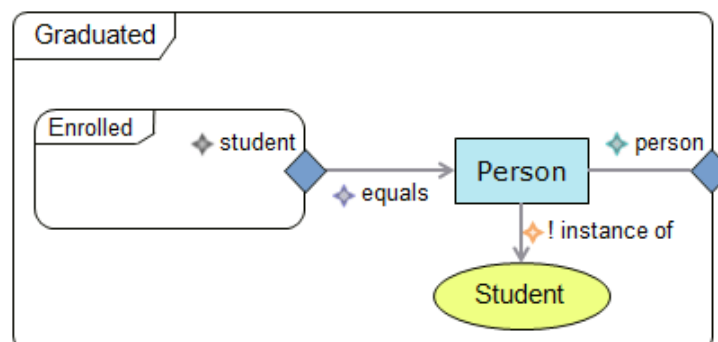 Graduated
Enrolled
student
person
Person
equals
! instance of
Student